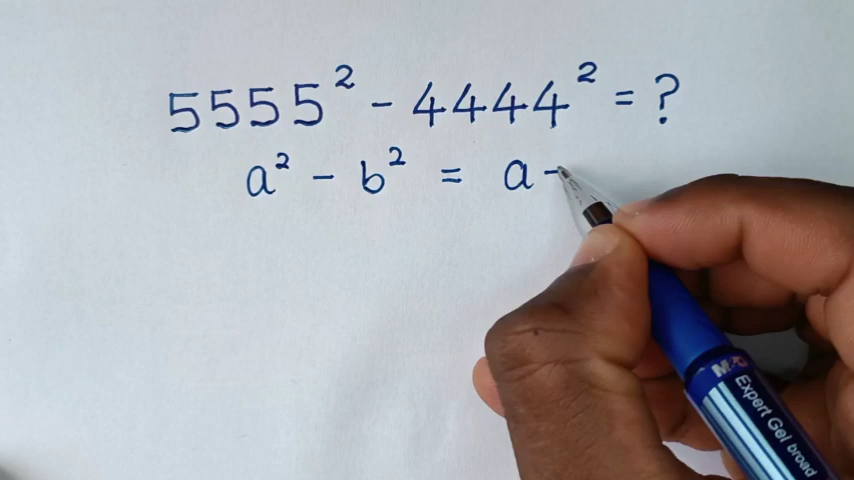 5555² - 4444² = ?
a² - b² = a -
M&G Expert Gel broad